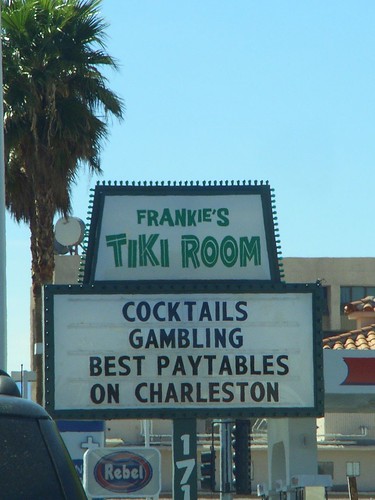 FRANKIE'S
TIKI ROOM
COCKTAILS
GAMBLING
BEST PAYTABLES
ON CHARLESTON
171
Rebel